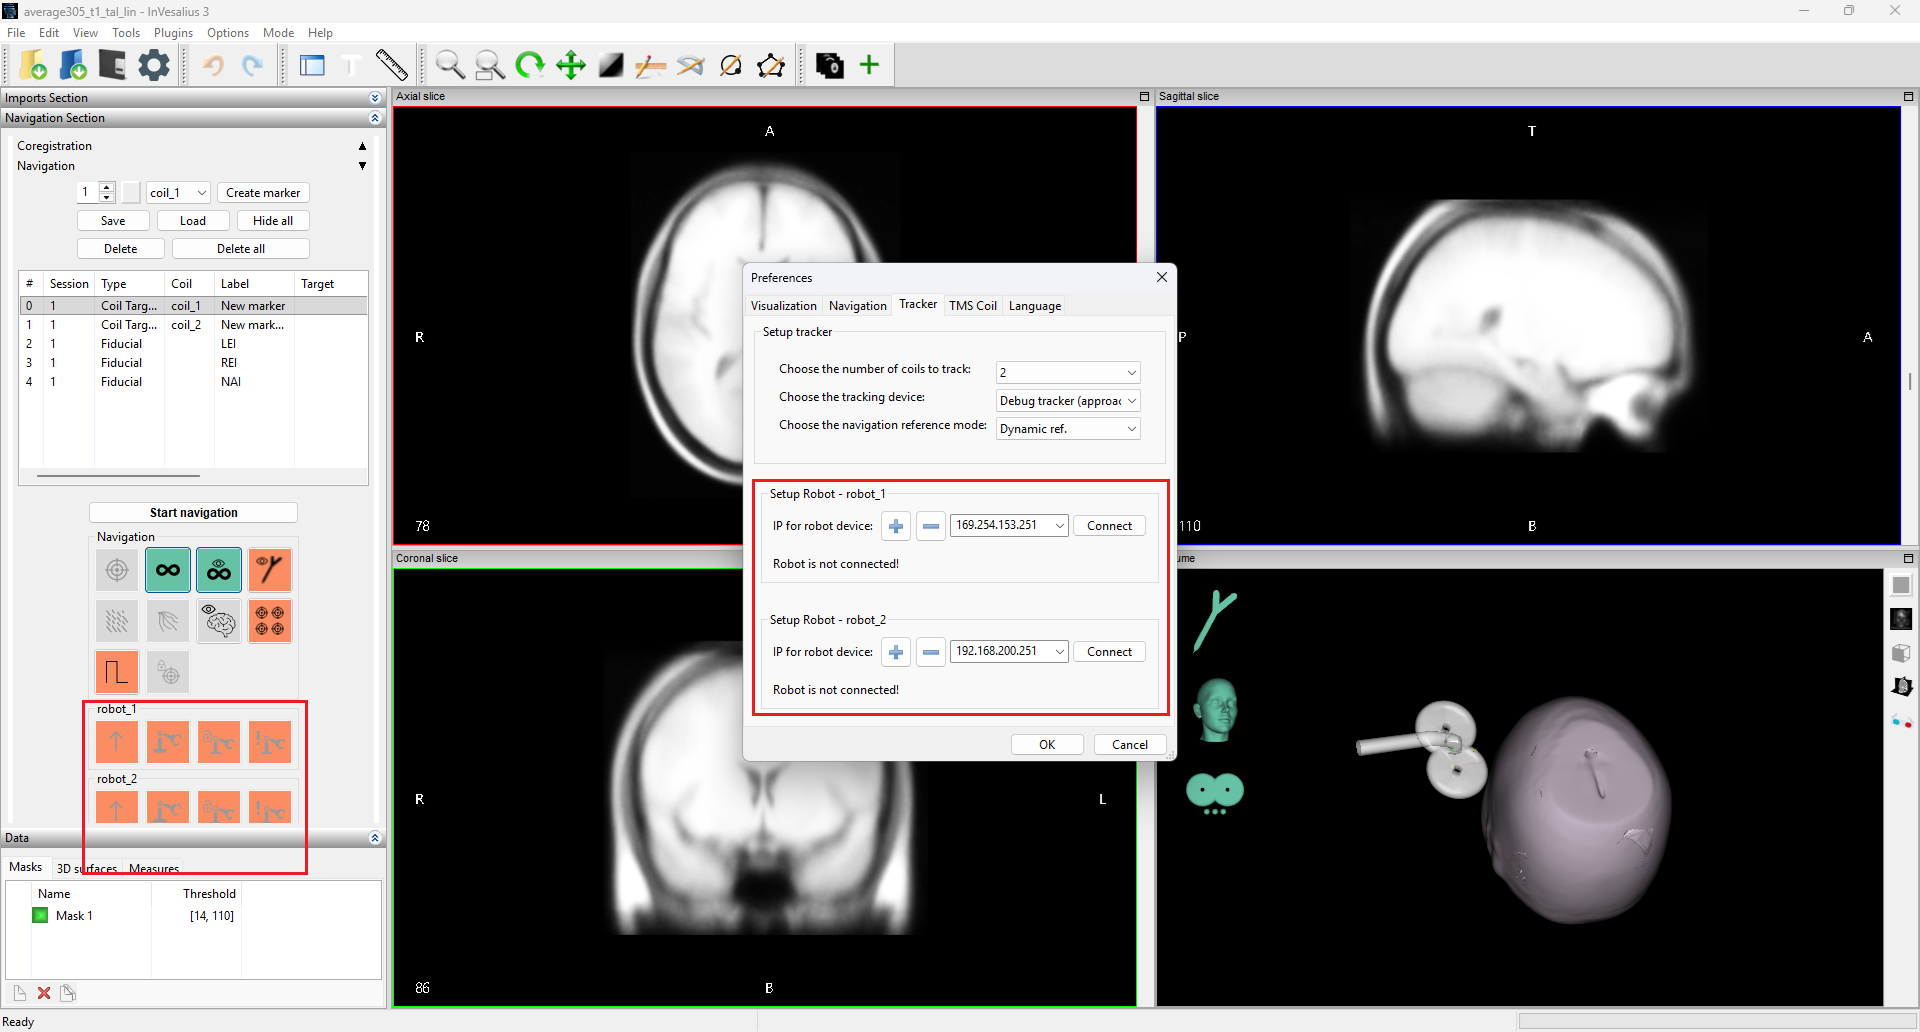 average305_t1_tal_lin - InVesalius 3
File Edit View Tools Plugins Options Mode Help
Imports Section
Navigation Section
Coregistration
Navigation
1 coil_1 Create marker
Save Load Hide all
Delete Delete all
# Session Type Coil Label Target
0 1 Coil Targ... coil_1 New marker
1 1 Coil Targ... coil_2 New mark...
2 1 Fiducial LEI
3 1 Fiducial REI
4 1 Fiducial NAI
Start navigation
Navigation
robot_1
robot_2
Data
Masks 3D surfaces Measures
Name Threshold
Mask 1 [14, 110]
Ready
Axial slice
A
R
78
Sagittal slice
T
P
A
110
B
Coronal slice
R
L
86
B
ume
Preferences
Visualization Navigation Tracker TMS Coil Language
Setup tracker
Choose the number of coils to track: 2
Choose the tracking device: Debug tracker (approac
Choose the navigation reference mode: Dynamic ref.
Setup Robot - robot_1
IP for robot device: 169.254.153.251 Connect
Robot is not connected!
Setup Robot - robot_2
IP for robot device: 192.168.200.251 Connect
Robot is not connected!
OK Cancel